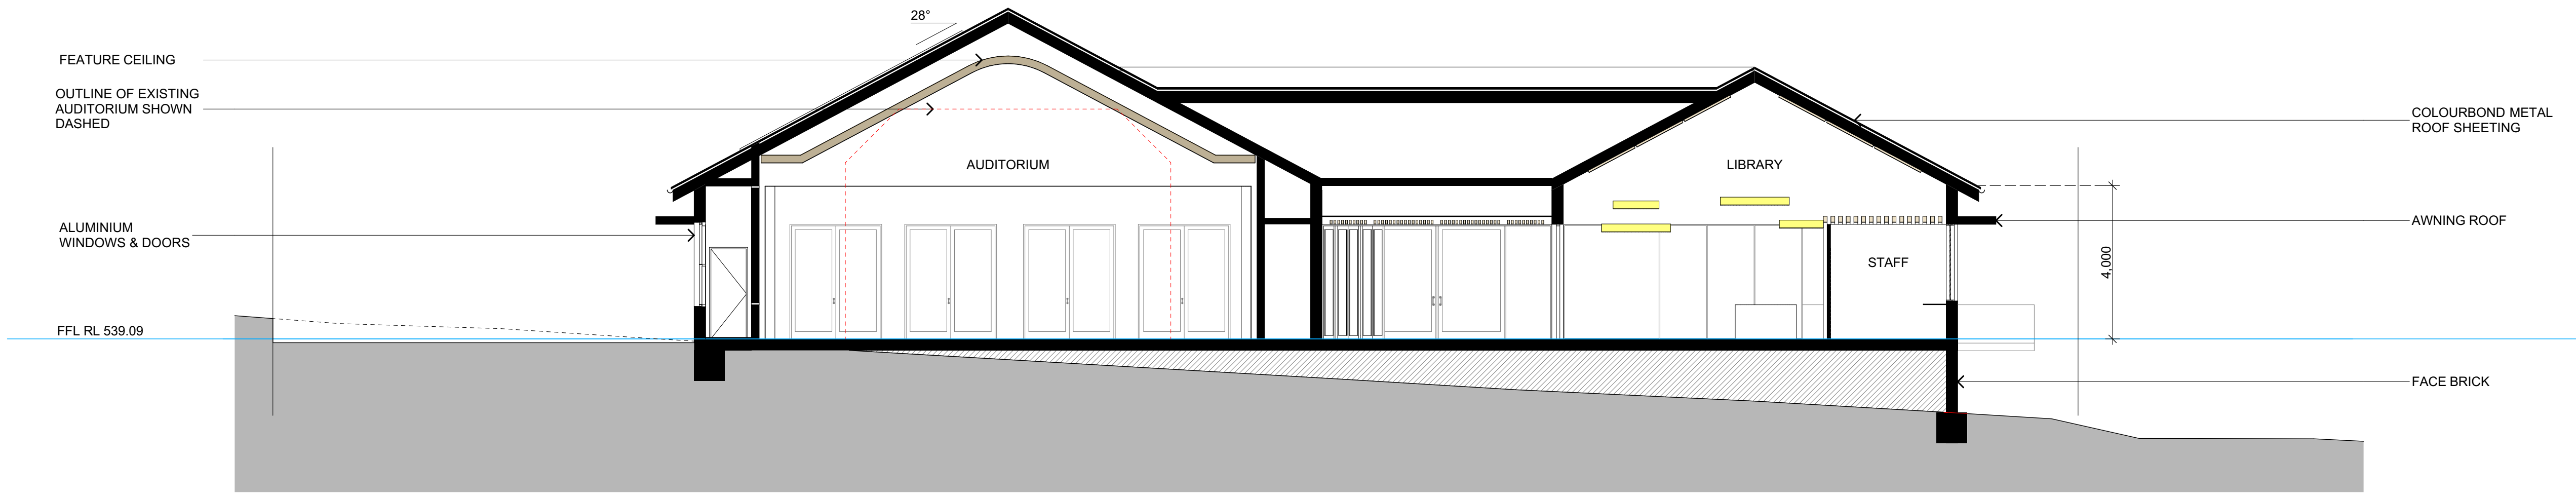 28°
FEATURE CEILING
OUTLINE OF EXISTING
AUDITORIUM SHOWN
DASHED
COLOURBOND METAL
ROOF SHEETING
AUDITORIUM
LIBRARY
ALUMINIUM
WINDOWS & DOORS
AWNING ROOF
STAFF
4,000
FFL RL 539.09
FACE BRICK